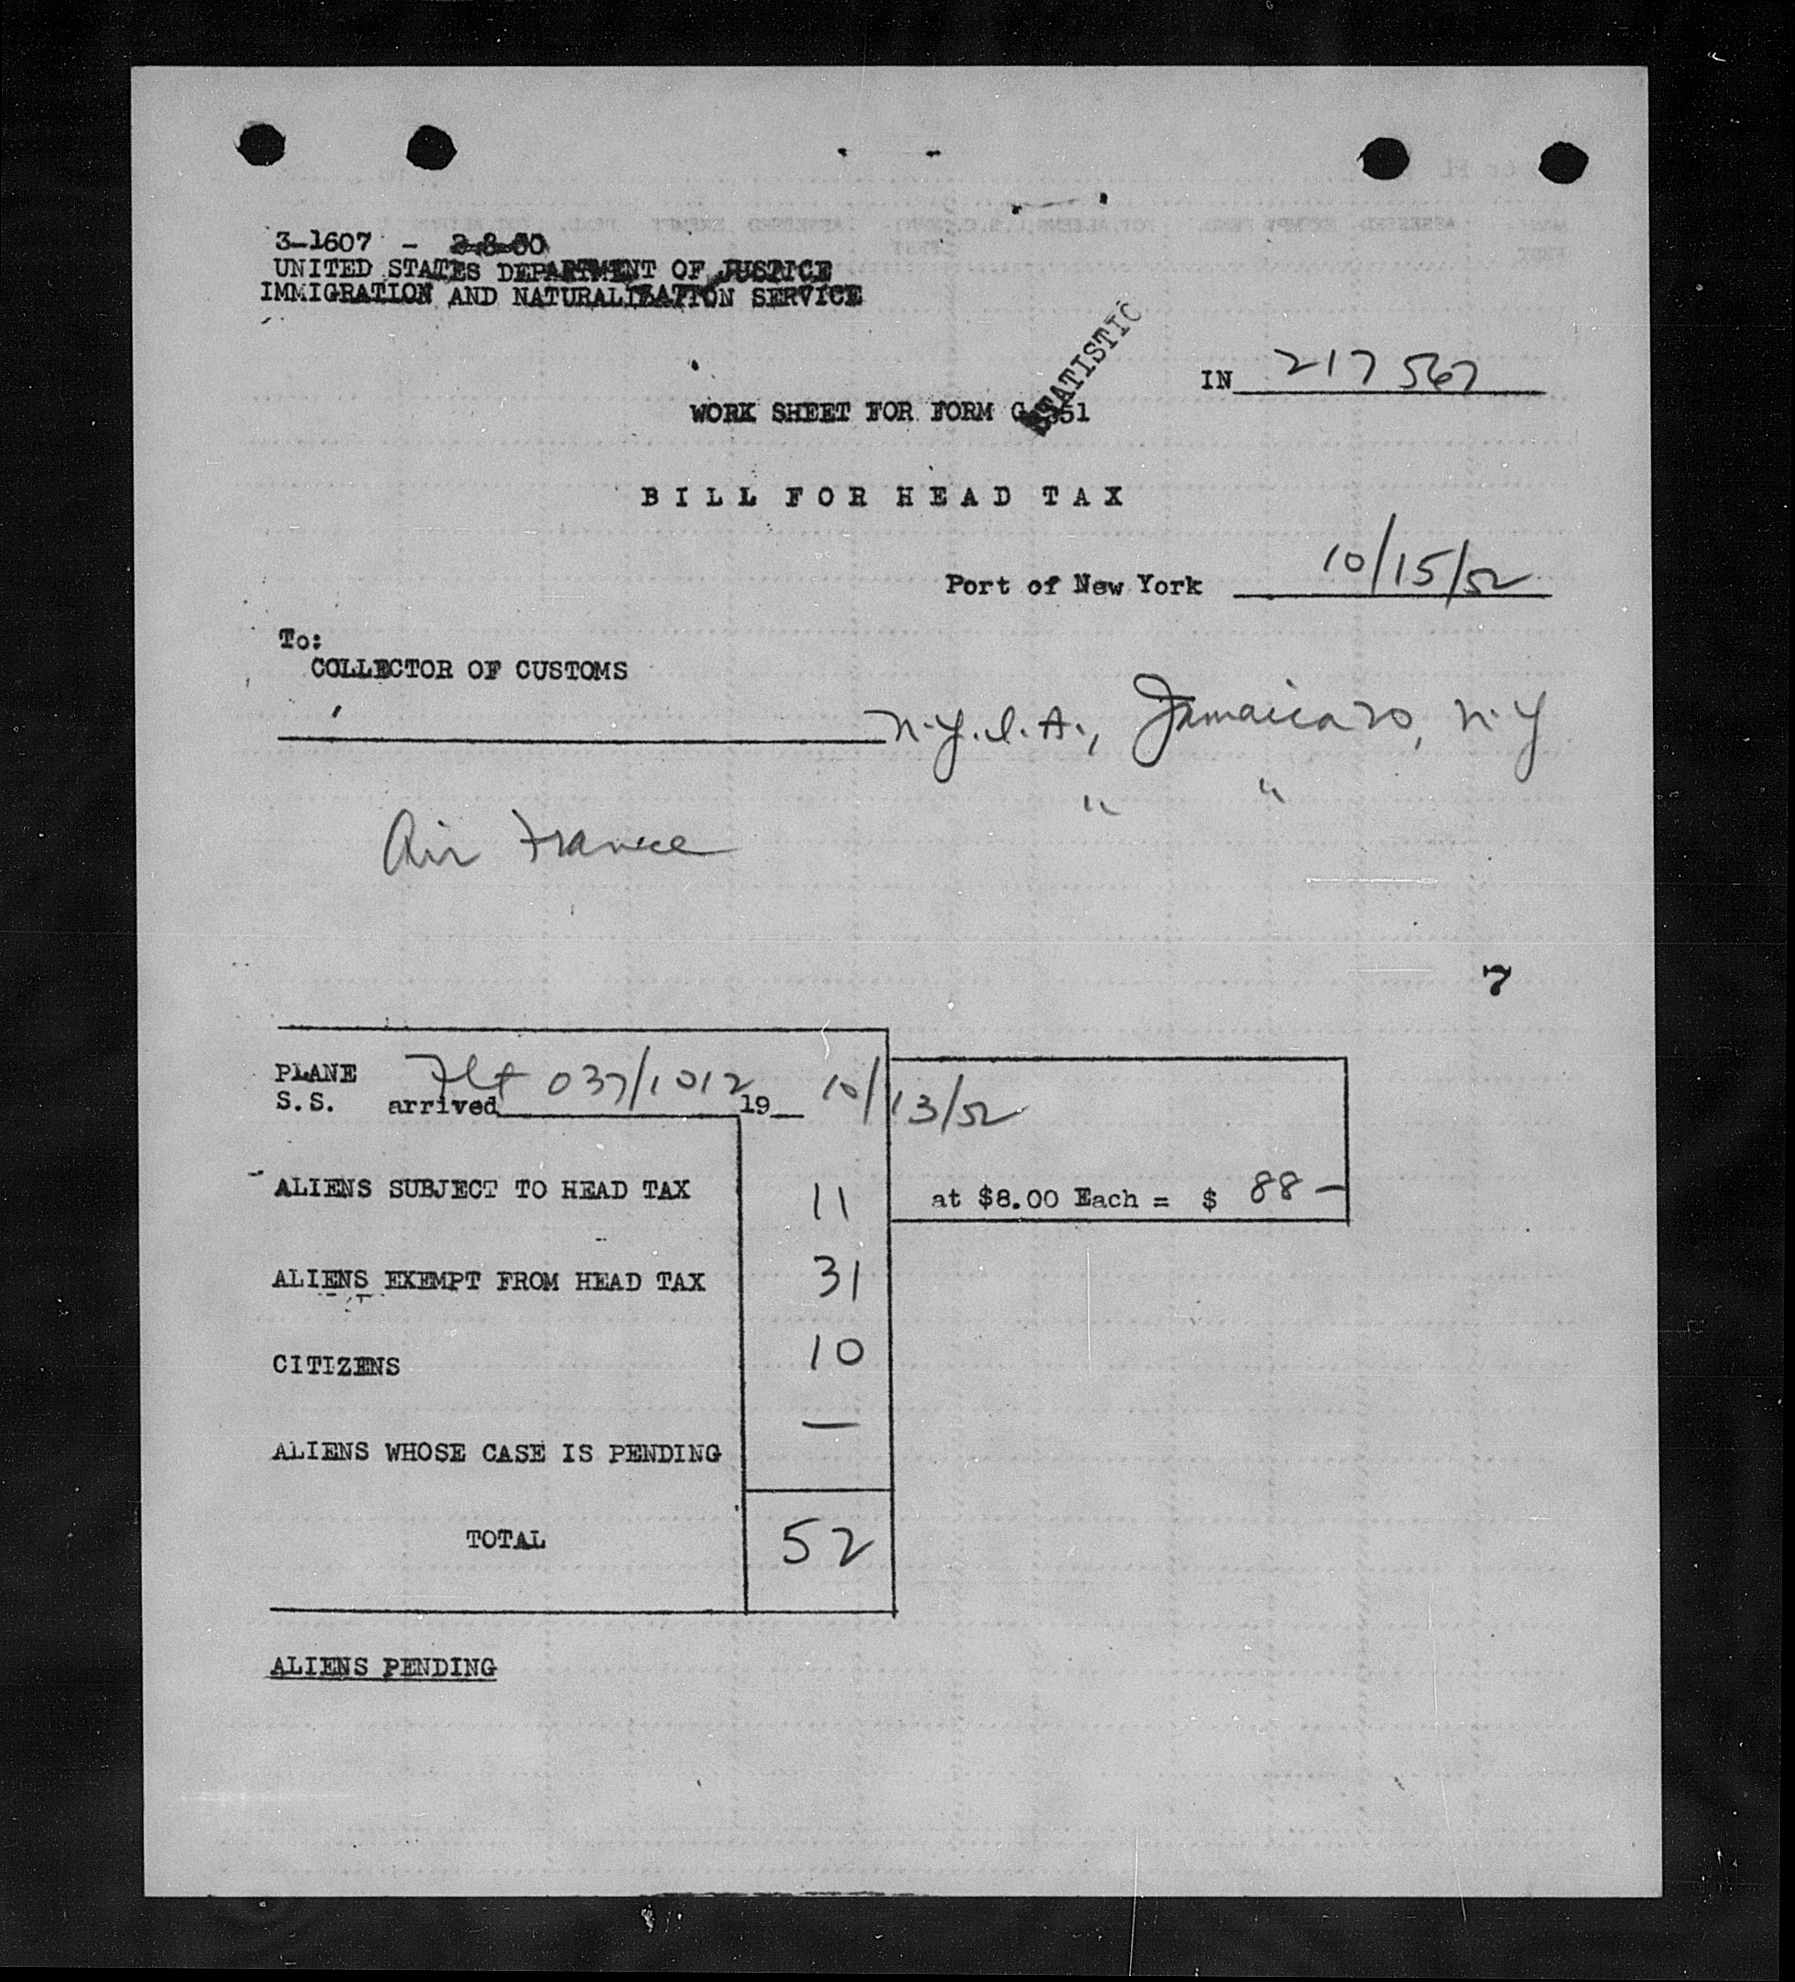 3-1607 - 2-8-50
UNITED STATES DEPARTMENT OF JUSTICE
IMMIGRATION AND NATURALIZATION SERVICE
STATISTIC
IN 217567
WORK SHEET FOR FORM G-351
BILL FOR HEAD TAX
Port of New York 10/15/52
To:
COLLECTOR OF CUSTOMS
N.Y.I.A., Jamaica 20, N.Y
" "
Air France
7
PLANE Flt 037/1012 10/13/52
S.S. arrived 19
ALIENS SUBJECT TO HEAD TAX 11 at $8.00 Each = $ 88 -
ALIENS EXEMPT FROM HEAD TAX 31
CITIZENS 10
ALIENS WHOSE CASE IS PENDING —
TOTAL 52
ALIENS PENDING